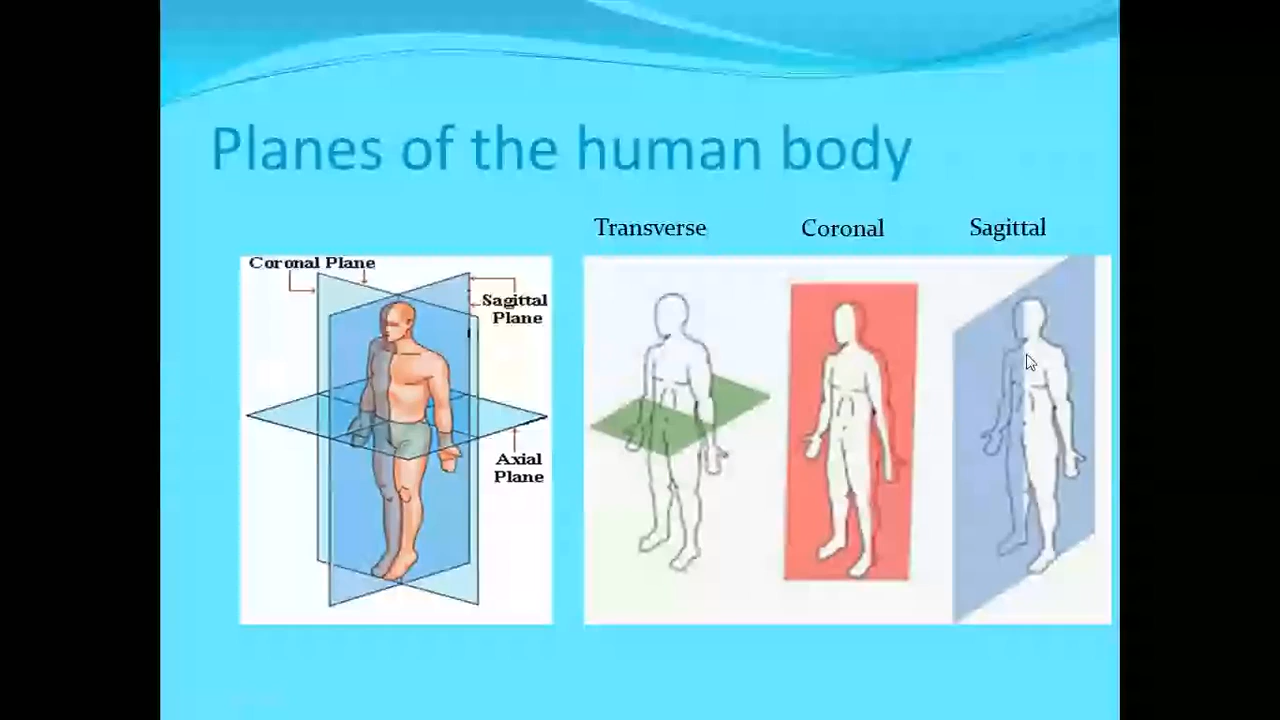 Planes of the human body
Transverse
Coronal
Sagittal
Coronal Plane
Sagittal
Plane
Axial
Plane